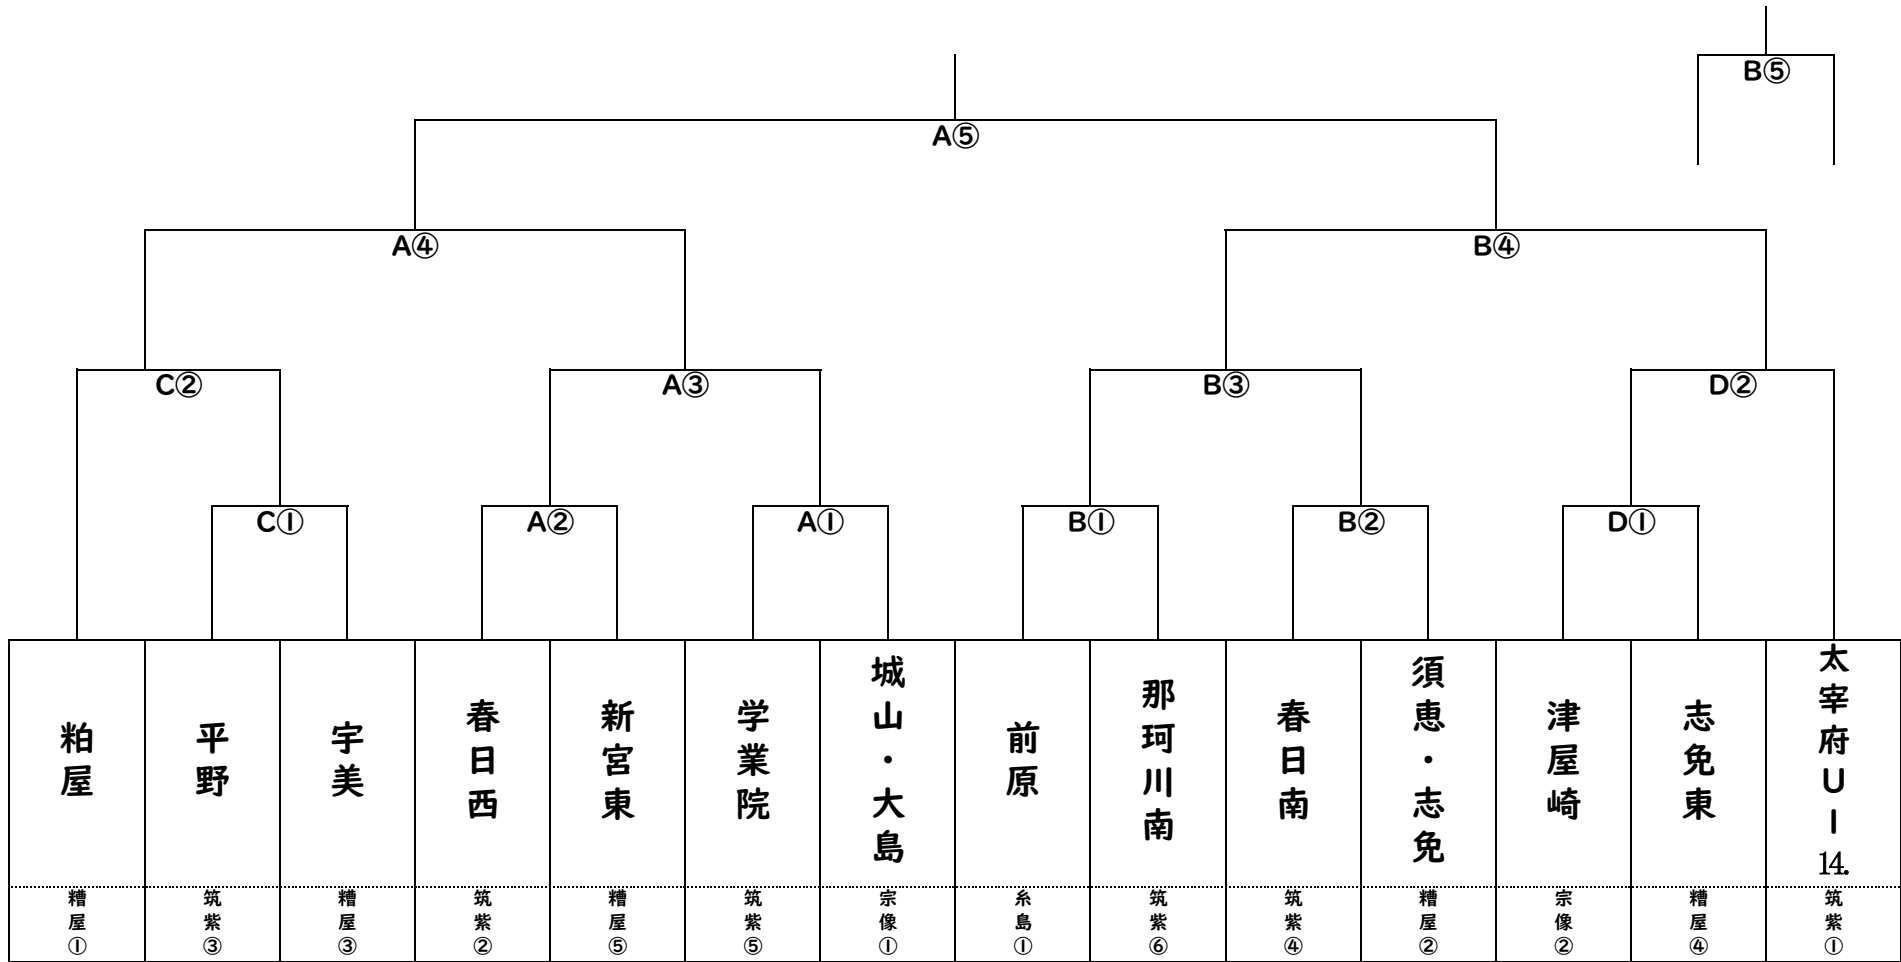 B⑤
A⑤
A④
B④
C②
A③
B③
D②
C①
A②
A①
B①
B②
D①
粕屋
平野
宇美
春日西
新宮東
学業院
城山・大島
前原
那珂川南
春日南
須恵・志免
津屋崎
志免東
太宰府UI14.
糟屋①
筑紫③
糟屋③
筑紫②
糟屋⑤
筑紫⑤
宗像①
糸島①
筑紫⑥
筑紫④
糟屋②
宗像②
糟屋④
筑紫①